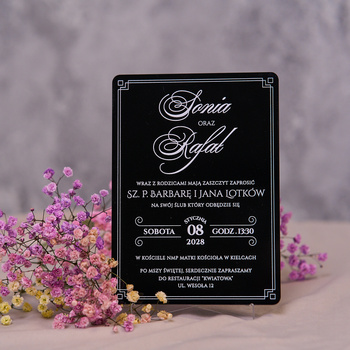 Sonia
ORAZ
Rafał
WRAZ Z RODZICAMI MAJĄ ZASZCZYT ZAPROSIĆ
SZ. P. BARBARĘ I JANA LOTKÓW
NA SWÓJ ŚLUB KTÓRY ODBĘDZIE SIĘ
STYCZNIA
SOBOTA 08 GODZ. 13:30
2028
W KOŚCIELE NMP MATKI KOŚCIOŁA W KIELCACH
PO MSZY ŚWIĘTEJ, SERDECZNIE ZAPRASZAMY
DO RESTAURACJI "KWIATOWA"
UL. WESOŁA 12